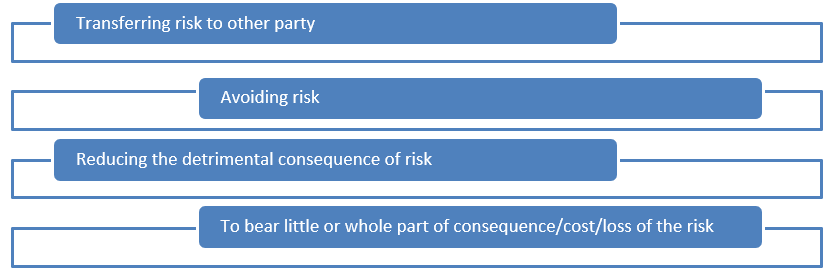 Transferring risk to other party
Avoiding risk
Reducing the detrimental consequence of risk
To bear little or whole part of consequence/cost/loss of the risk